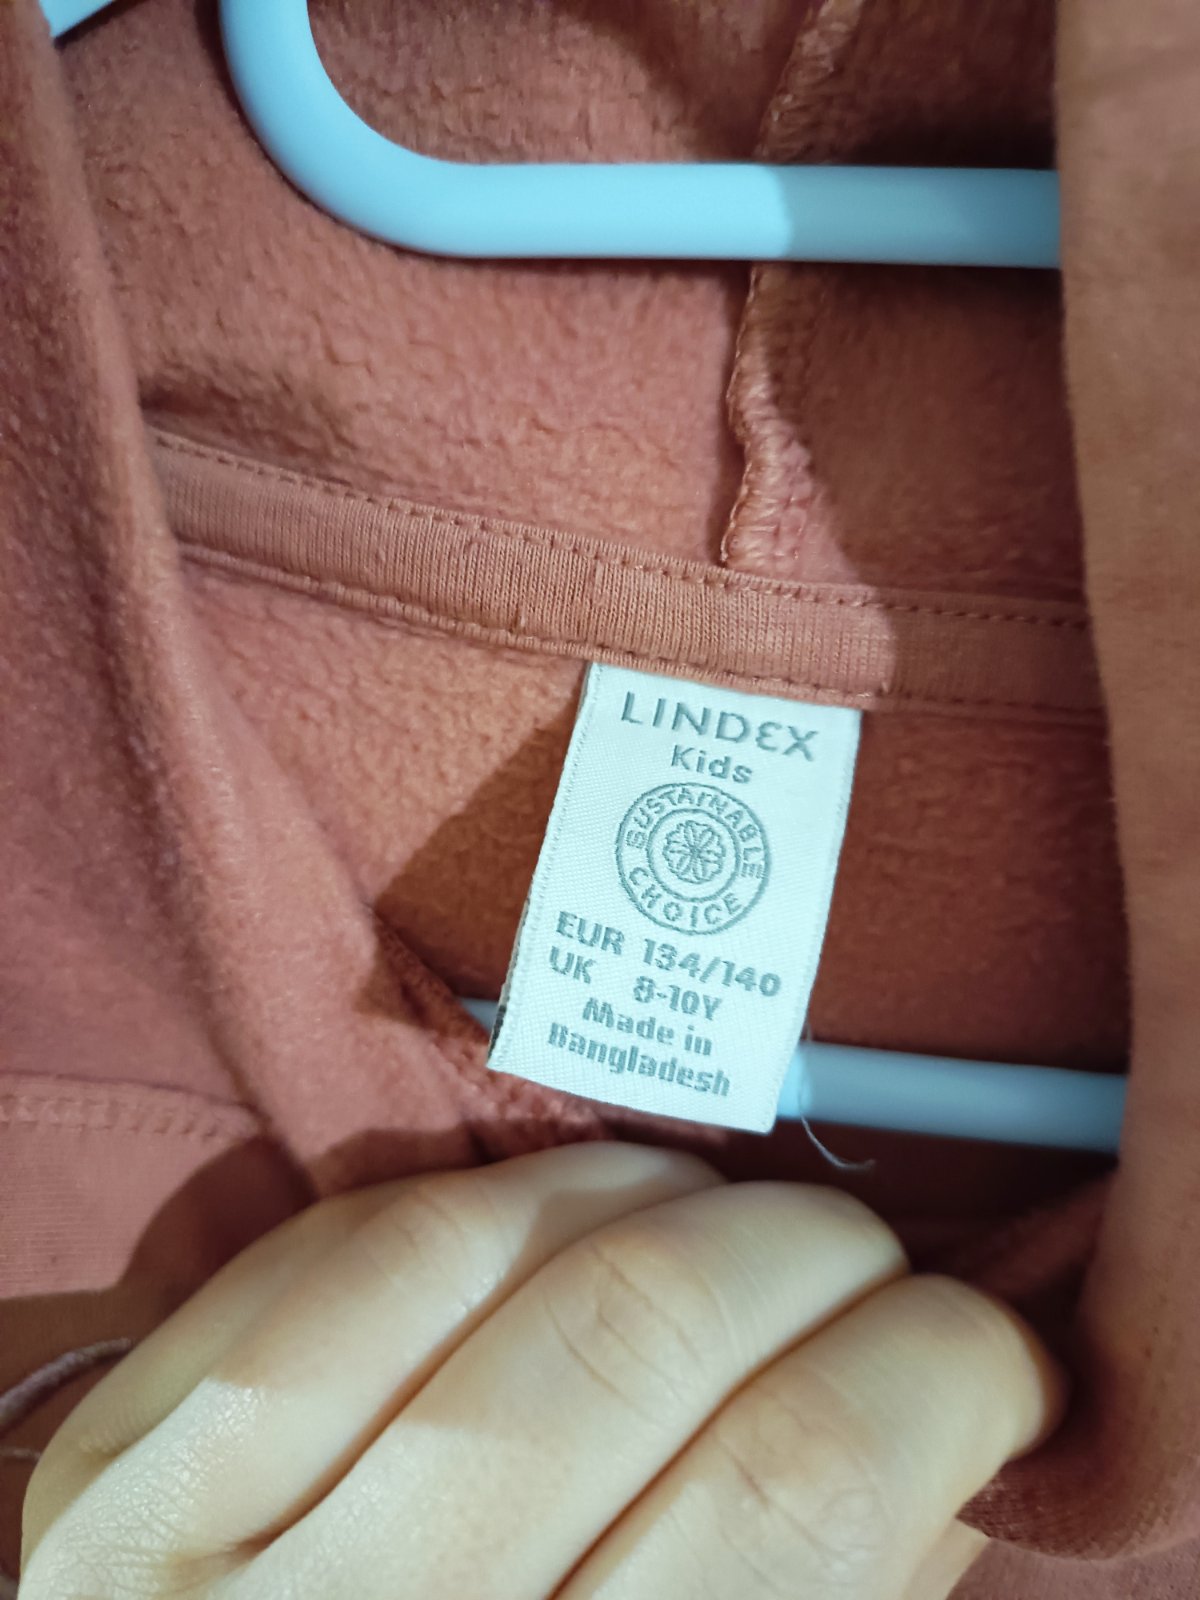 LINDEX
Kids
SUSTAINABLE
CHOICE
EUR 134/140
UK 8-10Y
Made in
Bangladesh